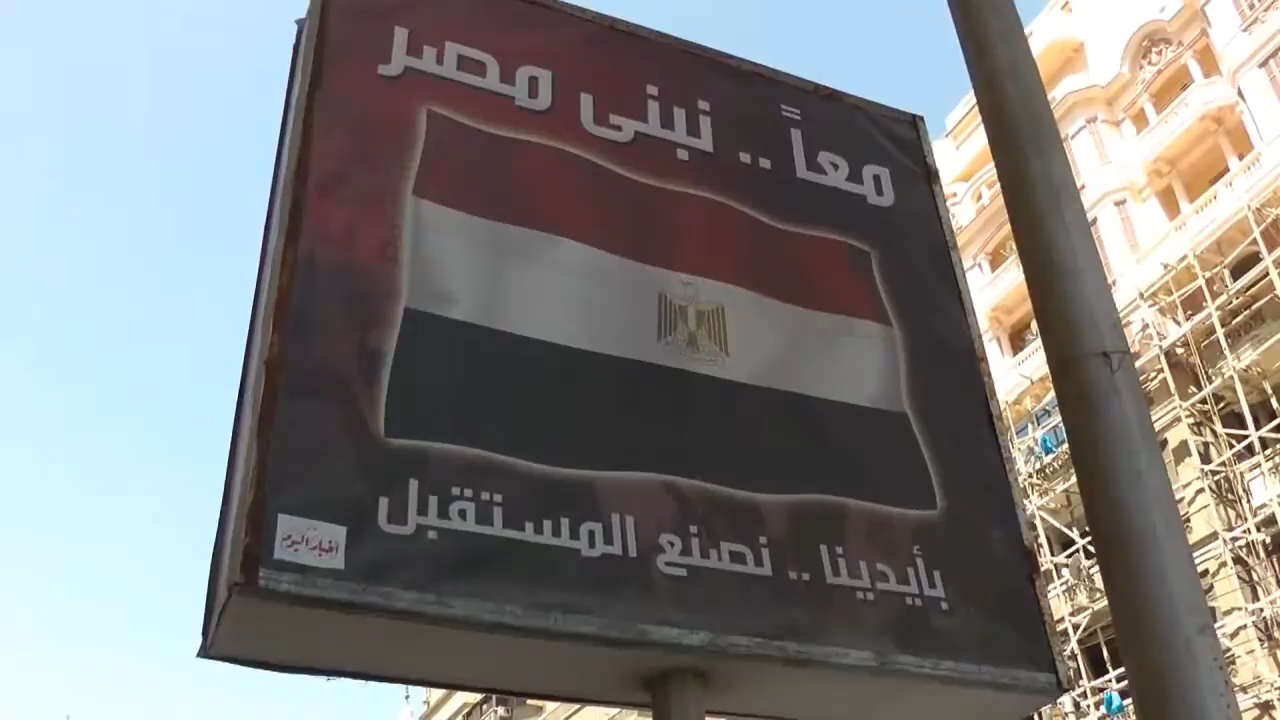 معاً .. نبنى مصر
بأيدينا .. نصنع المستقبل
أخبار اليوم